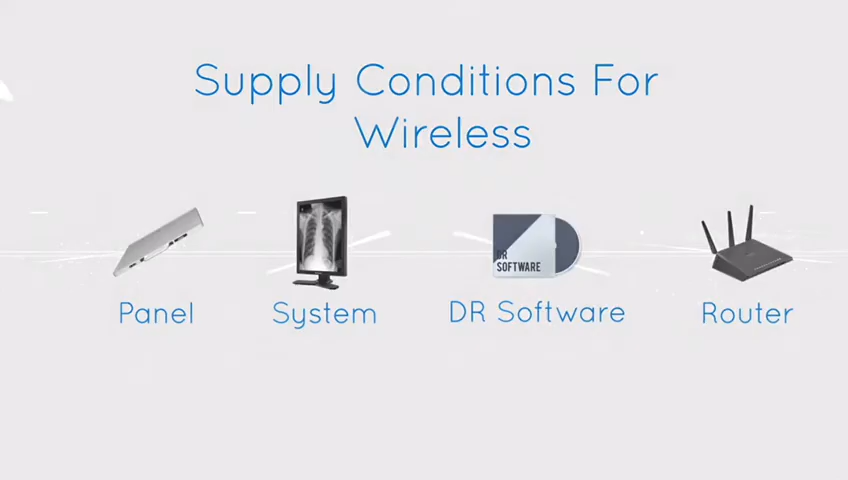 Supply Conditions For
Wireless
DR
SOFTWARE
Panel
System
DR Software
Router